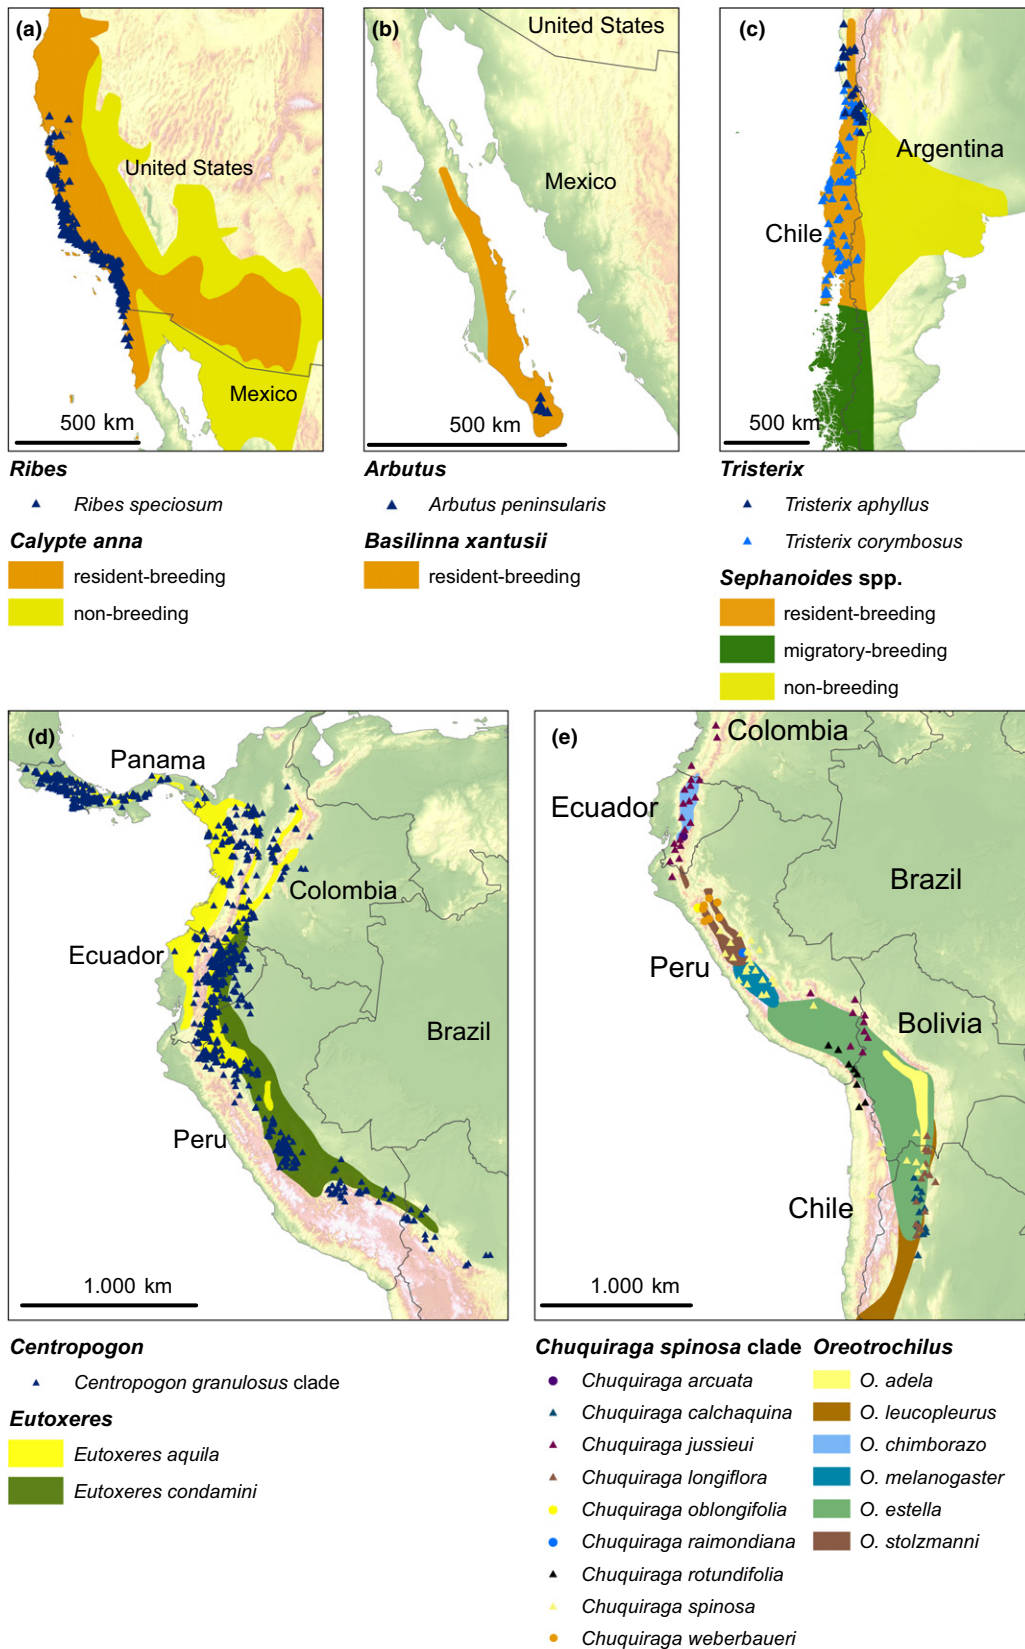 (a)
United States
Mexico
500 km
(b)
United States
Mexico
500 km
(c)
Argentina
Chile
500 km
Ribes
Ribes speciosum
Calypte anna
resident-breeding
non-breeding
Arbutus
Arbutus peninsularis
Basilinna xantusii
resident-breeding
Tristerix
Tristerix aphyllus
Tristerix corymbosus
Sephanoides spp.
resident-breeding
migratory-breeding
non-breeding
(d)
Panama
Colombia
Ecuador
Brazil
Peru
1.000 km
(e)
Colombia
Ecuador
Brazil
Peru
Bolivia
Chile
1.000 km
Centropogon
Centropogon granulosus clade
Eutoxeres
Eutoxeres aquila
Eutoxeres condamini
Chuquiraga spinosa clade
Chuquiraga arcuata
Chuquiraga calchaquina
Chuquiraga jussieui
Chuquiraga longiflora
Chuquiraga oblongifolia
Chuquiraga raimondiana
Chuquiraga rotundifolia
Chuquiraga spinosa
Chuquiraga weberbaueri
Oreotrochilus
O. adela
O. leucopleurus
O. chimborazo
O. melanogaster
O. estella
O. stolzmanni